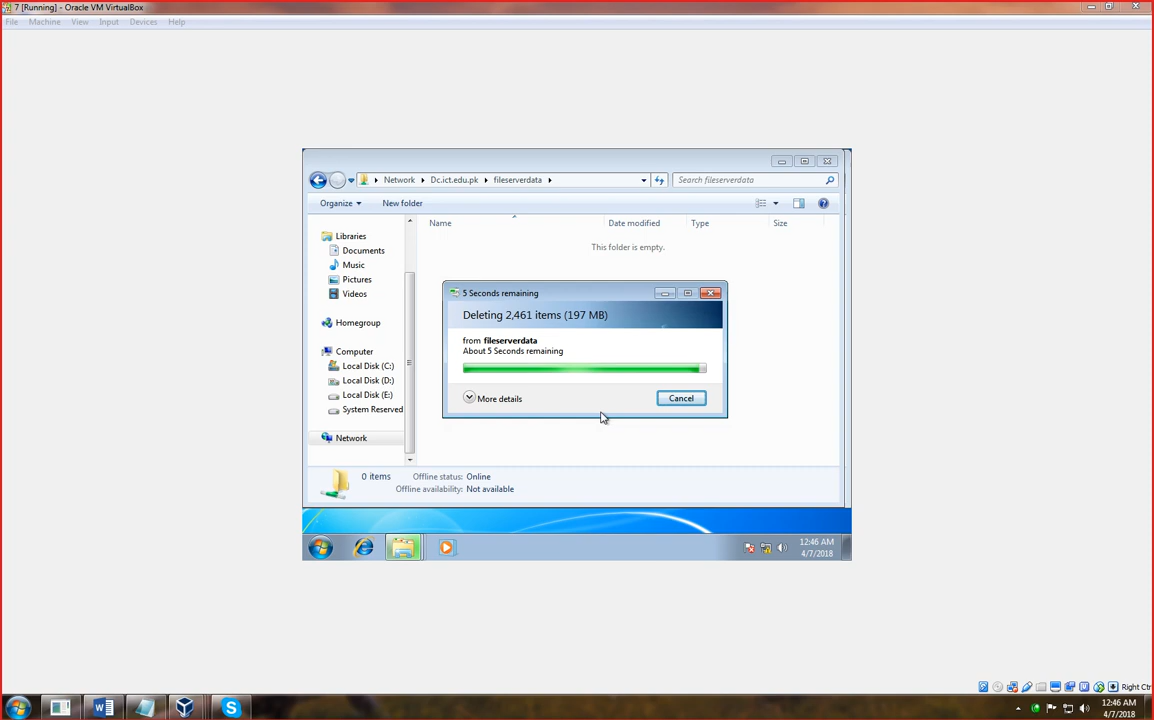 7 [Running] - Oracle VM VirtualBox
File Machine View Input Devices Help
Network Dc.ict.edu.pk fileserverdata
Search fileserverdata
Organize New folder
Name Date modified Type Size
This folder is empty.
Libraries
Documents
Music
Pictures
Videos
Homegroup
Computer
Local Disk (C:)
Local Disk (D:)
Local Disk (E:)
System Reserved
Network
5 Seconds remaining
Deleting 2,461 items (197 MB)
from fileserverdata
About 5 Seconds remaining
More details
Cancel
0 items Offline status: Online
Offline availability: Not available
12:46 AM
4/7/2018
Right Ctr
12:46 AM
4/7/2018